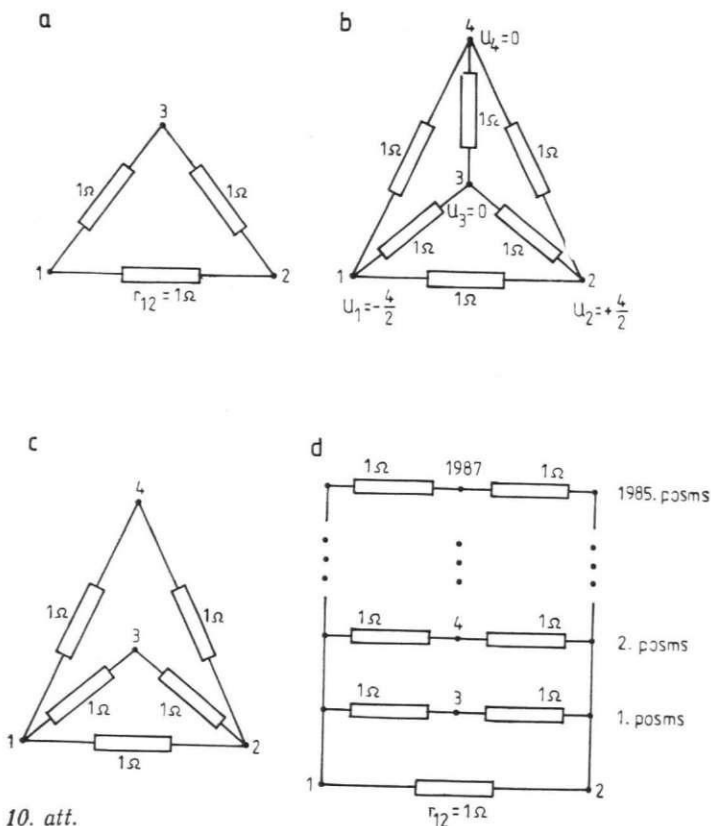 a
3
1Ω 1Ω
1 2
r₁₂ = 1Ω
b
4
U₄=0
1Ω 1Ω 1Ω
3
U₃=0
1Ω 1Ω
1 2
1Ω
U₁=-4/2 U₂=+4/2
c
4
1Ω 1Ω
3
1Ω 1Ω
1 2
1Ω
d
1Ω 1987 1Ω 1985. posms
1Ω 4 1Ω 2. posms
1Ω 3 1Ω 1. posms
1 2
r₁₂ = 1Ω
10. att.